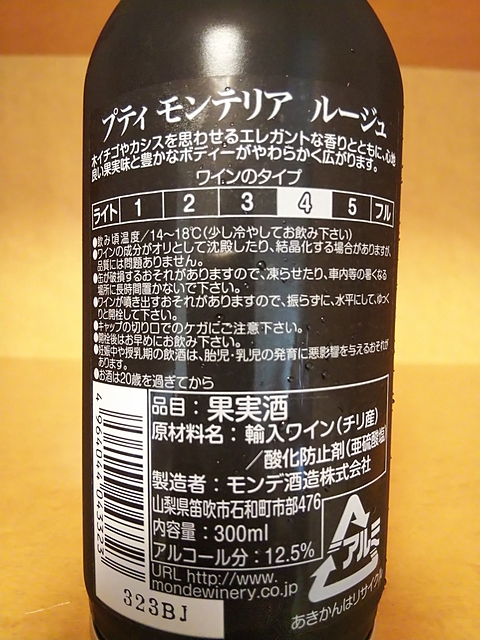 プティ モンテリア ルージュ
木イチゴやカシスを思わせるエレガントな香りとともに、心地
良い果実味と豊かなボディーがやわらかく広がります。
ワインのタイプ
ライト 1 2 3 4 5 フル
●飲み頃温度/14～18℃(少し冷やしてお飲み下さい)
●ワインの成分がオリとして沈殿したり、結晶化する場合がありますが、
品質には問題ありません。
●缶が破損するおそれがありますので、凍らせたり、車内等の暑くなる
場所に長時間置かないで下さい。
●ワインが噴き出すおそれがありますので、振らずに、水平にして、ゆっく
りと開栓して下さい。
●キャップの切り口でのケガにご注意下さい。
●開栓後はお早めにお飲み下さい。
●妊娠中や授乳期の飲酒は、胎児・乳児の発育に悪影響を与えるおそれが
あります。
●お酒は20歳を過ぎてから
品目:果実酒
原材料名:輸入ワイン(チリ産)
/酸化防止剤(亜硫酸塩)
製造者:モンデ酒造株式会社
山梨県笛吹市石和町市部476
内容量:300ml
アルコール分:12.5%
URL http://www.
mondewinery.co.jp
アルミ
あきかんはリサイクル
4964044043323
323BJ